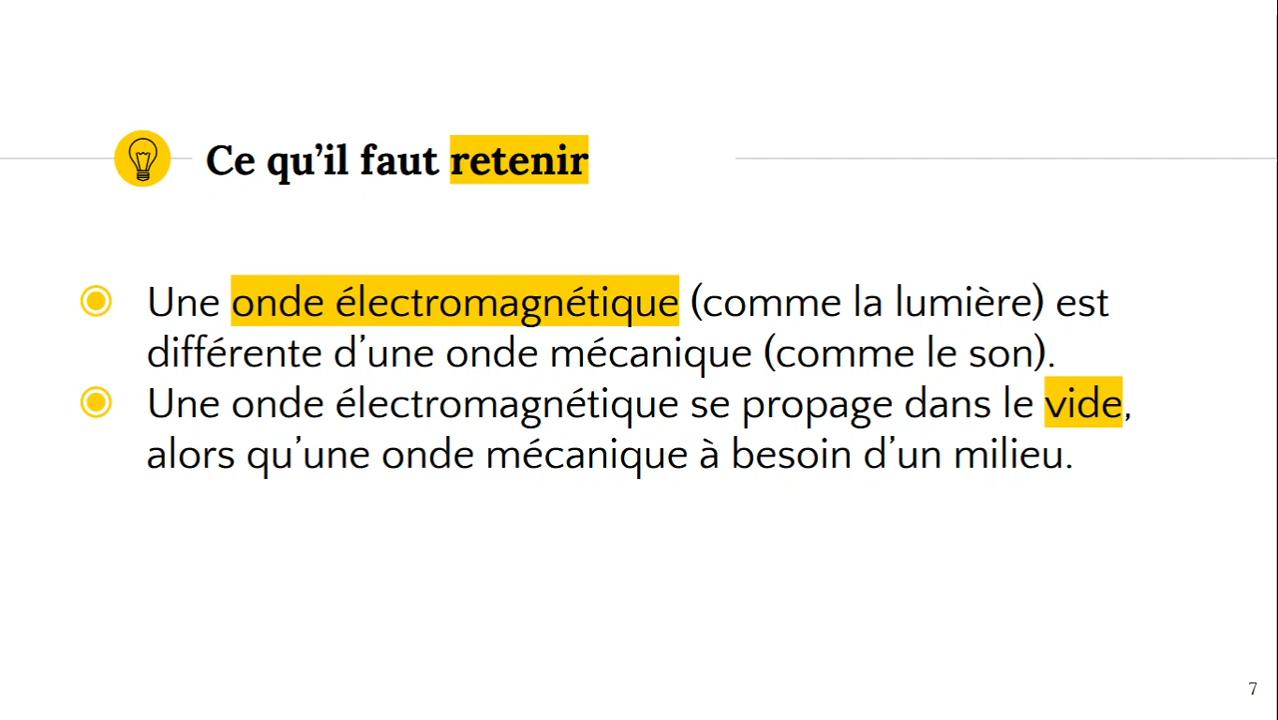 Ce qu’il faut retenir
Une onde électromagnétique (comme la lumière) est
différente d’une onde mécanique (comme le son).
Une onde électromagnétique se propage dans le vide,
alors qu’une onde mécanique à besoin d’un milieu.
7